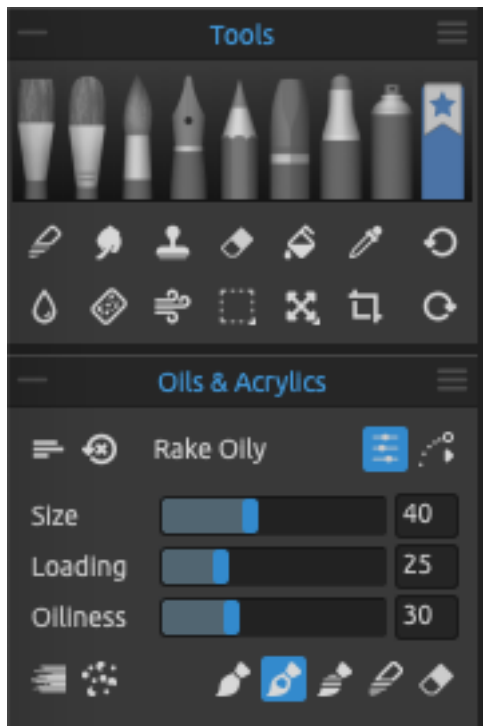 Tools
Oils & Acrylics
Rake Oily
Size 40
Loading 25
Oiliness 30